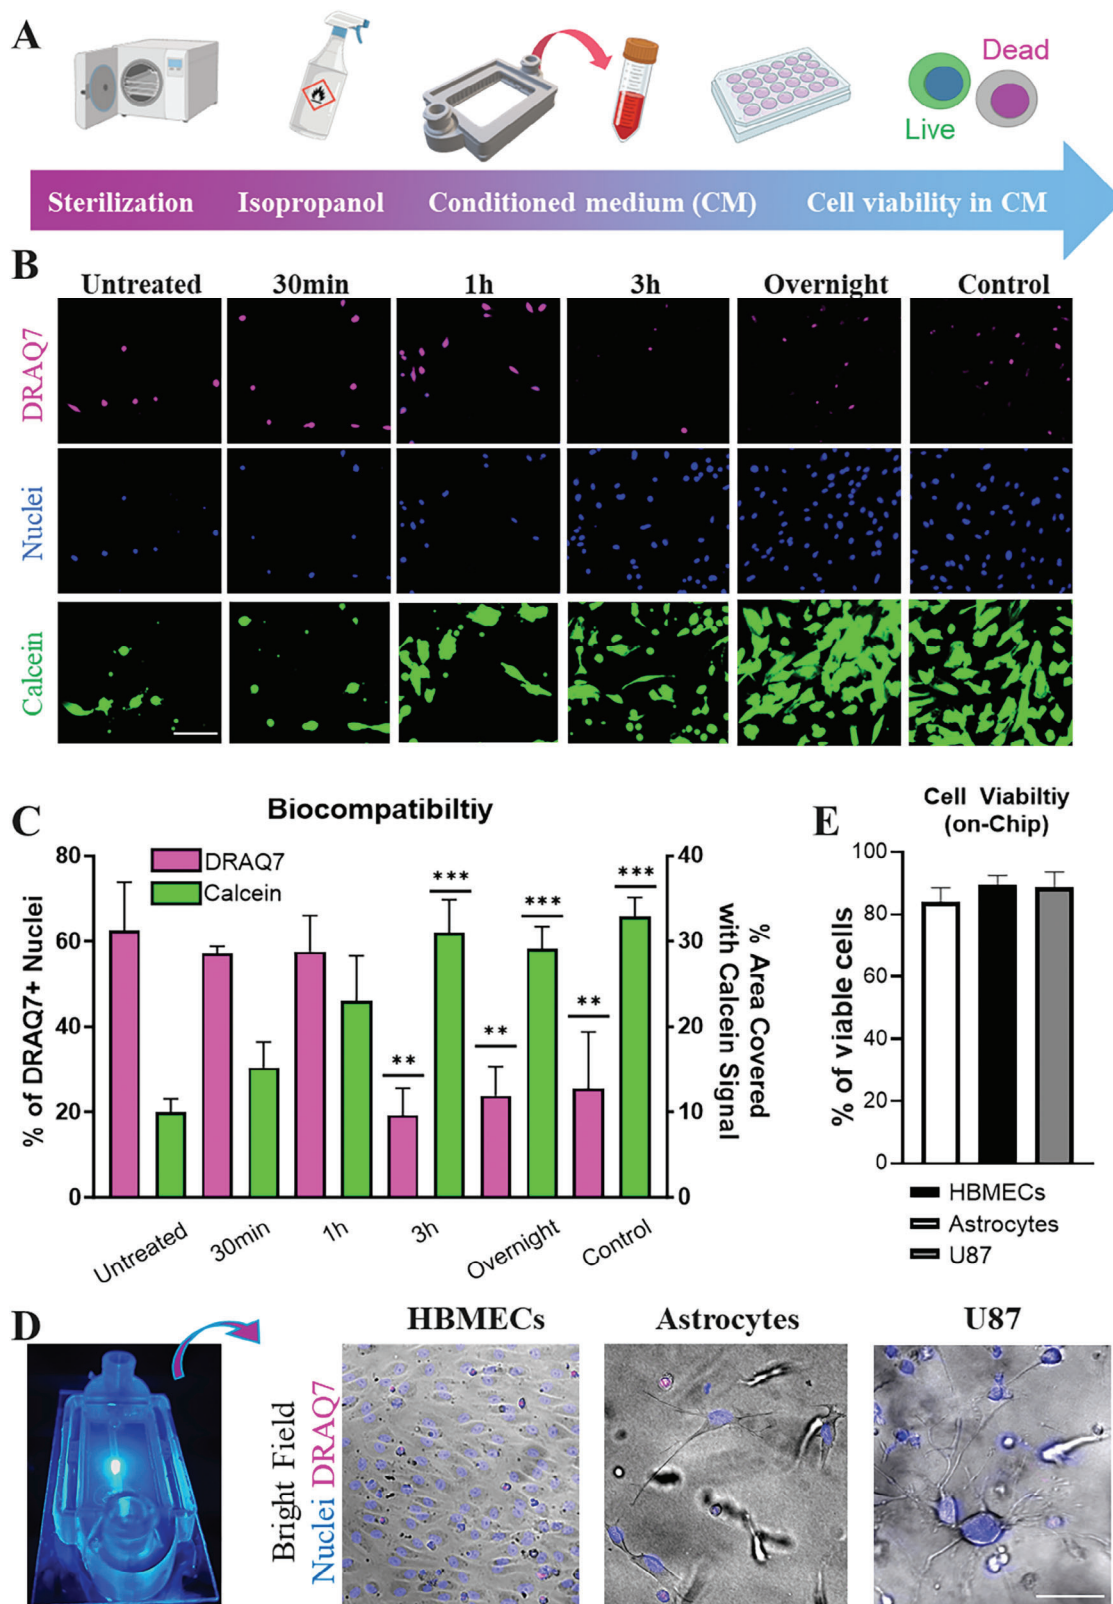 A
Dead
Live
Sterilization Isopropanol Conditioned medium (CM) Cell viability in CM
B
Untreated 30min 1h 3h Overnight Control
DRAQ7
Nuclei
Calcein
C
Biocompatibiltiy
DRAQ7
Calcein
% of DRAQ7+ Nuclei
80
60
40
20
0
*** *** ***
** ** **
40
30
20
10
0
% Area Covered
with Calcein Signal
Untreated 30min 1h 3h Overnight Control
E
Cell Viabiltiy
(on-Chip)
% of viable cells
100
80
60
40
20
0
HBMECs
Astrocytes
U87
D
HBMECs Astrocytes U87
Bright Field
Nuclei DRAQ7